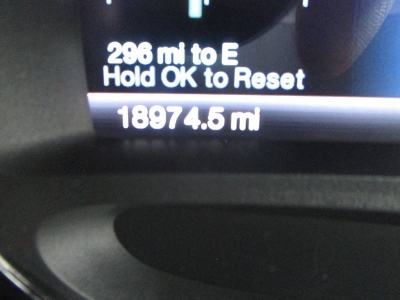 296 mi to E
Hold OK to Reset
18974.5 mi